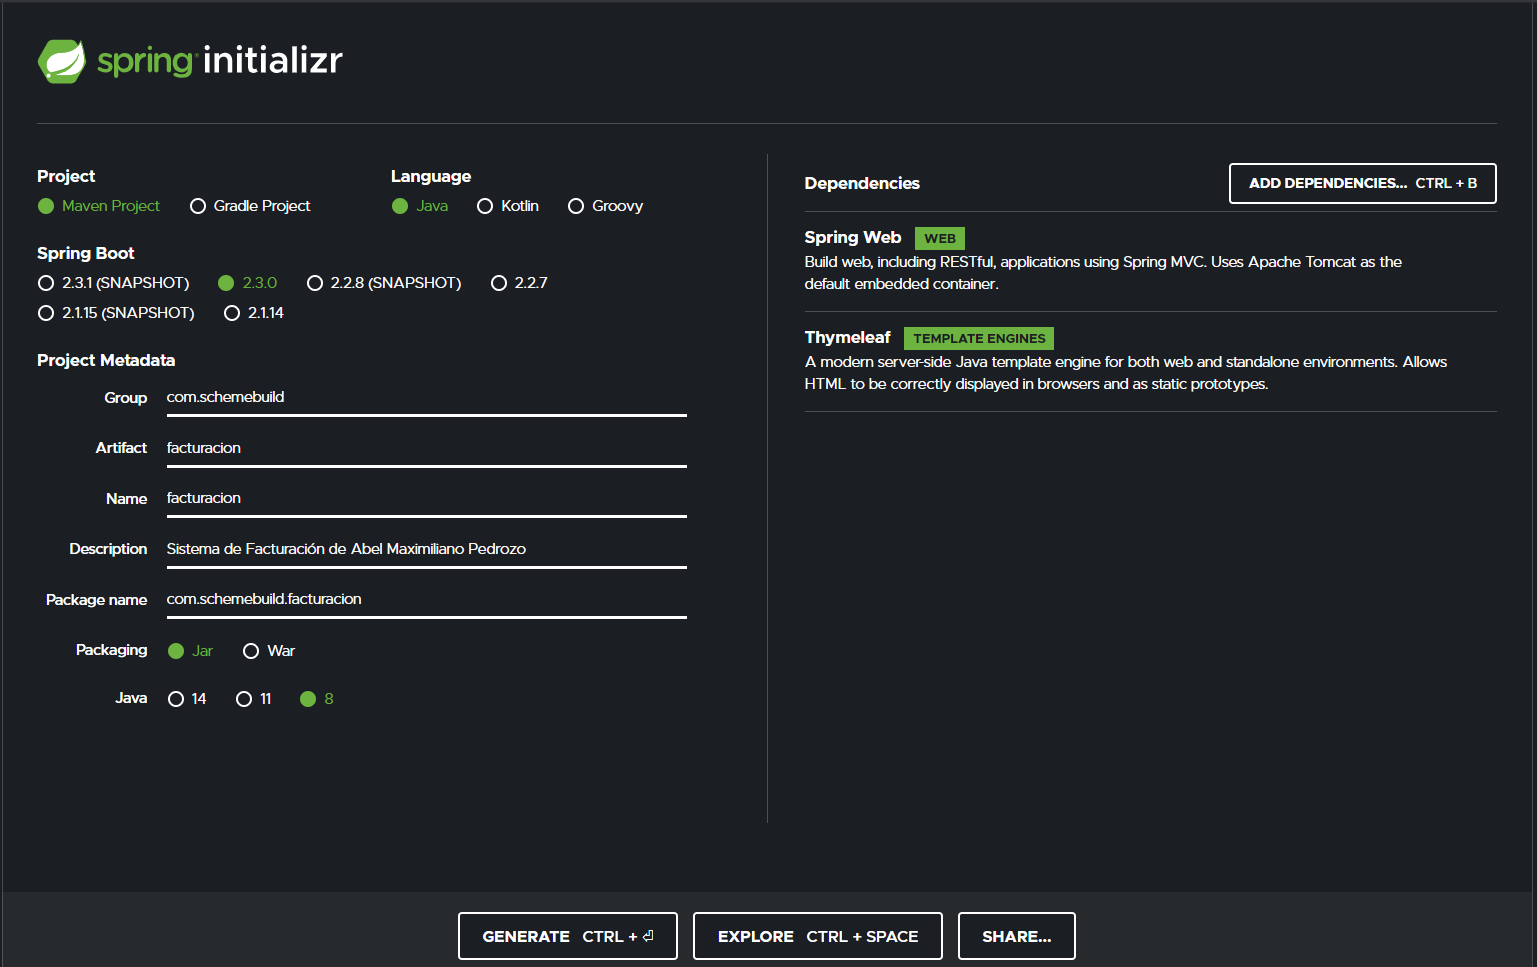 spring initializr
Project
Maven Project Gradle Project
Language
Java Kotlin Groovy
Spring Boot
2.3.1 (SNAPSHOT) 2.3.0 2.2.8 (SNAPSHOT) 2.2.7
2.1.15 (SNAPSHOT) 2.1.14
Project Metadata
Group com.schemebuild
Artifact facturacion
Name facturacion
Description Sistema de Facturación de Abel Maximiliano Pedrozo
Package name com.schemebuild.facturacion
Packaging Jar War
Java 14 11 8
Dependencies ADD DEPENDENCIES... CTRL + B
Spring Web WEB
Build web, including RESTful, applications using Spring MVC. Uses Apache Tomcat as the
default embedded container.
Thymeleaf TEMPLATE ENGINES
A modern server-side Java template engine for both web and standalone environments. Allows
HTML to be correctly displayed in browsers and as static prototypes.
GENERATE CTRL + ⏎ EXPLORE CTRL + SPACE SHARE...